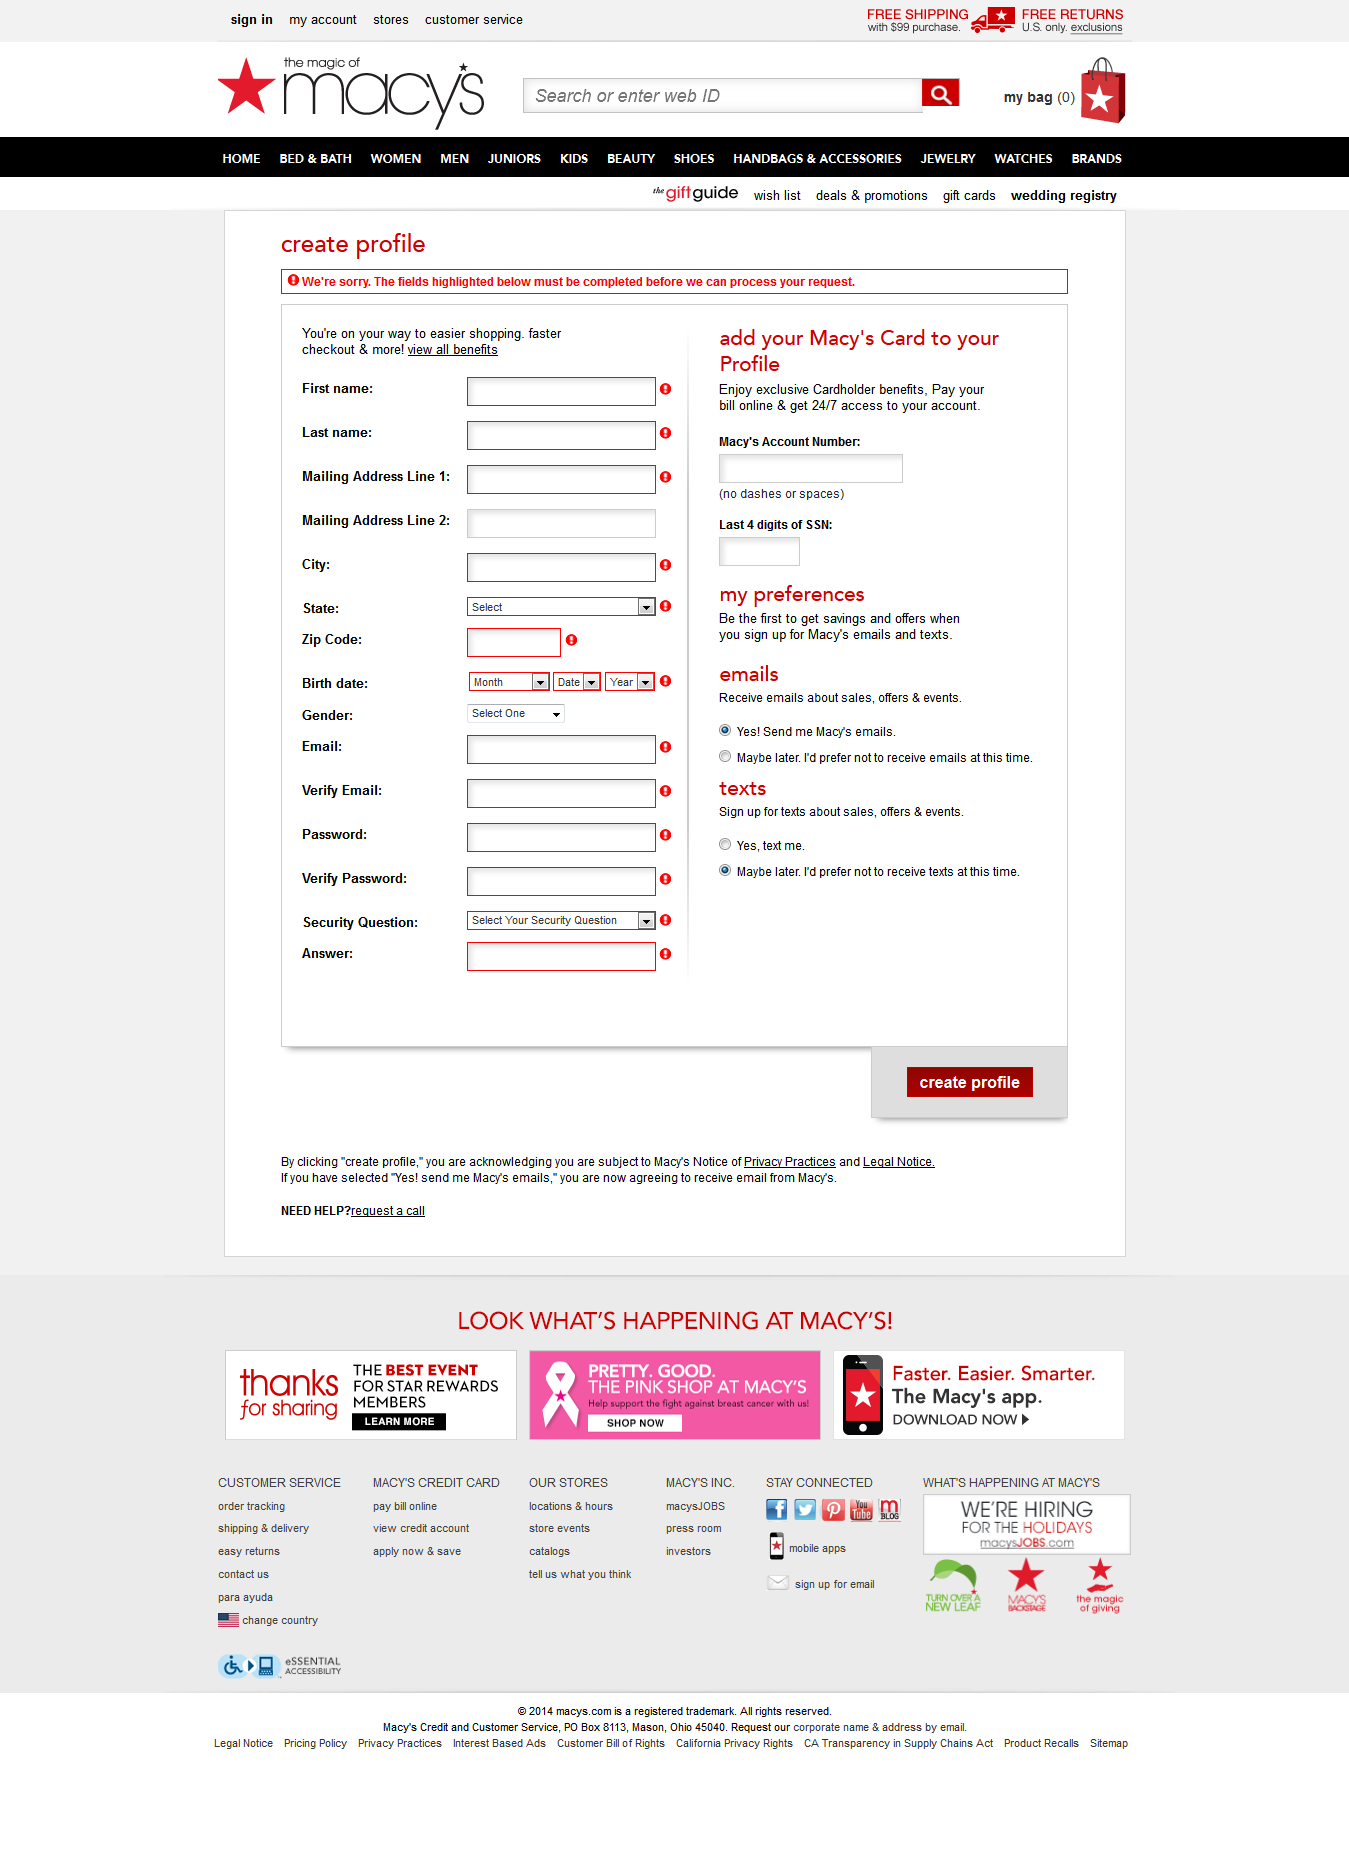 sign in my account stores customer service
FREE SHIPPING
with $99 purchase.
FREE RETURNS
U.S. only. exclusions
the magic of
macy's
Search or enter web ID
my bag (0)
HOME BED & BATH WOMEN MEN JUNIORS KIDS BEAUTY SHOES HANDBAGS & ACCESSORIES JEWELRY WATCHES BRANDS
the gift guide wish list deals & promotions gift cards wedding registry
create profile
We're sorry. The fields highlighted below must be completed before we can process your request.
You're on your way to easier shopping. faster
checkout & more! view all benefits
First name:
Last name:
Mailing Address Line 1:
Mailing Address Line 2:
City:
State: Select
Zip Code:
Birth date: Month Date Year
Gender: Select One
Email:
Verify Email:
Password:
Verify Password:
Security Question: Select Your Security Question
Answer:
add your Macy's Card to your
Profile
Enjoy exclusive Cardholder benefits, Pay your
bill online & get 24/7 access to your account.
Macy's Account Number:
(no dashes or spaces)
Last 4 digits of SSN:
my preferences
Be the first to get savings and offers when
you sign up for Macy's emails and texts.
emails
Receive emails about sales, offers & events.
Yes! Send me Macy's emails.
Maybe later. I'd prefer not to receive emails at this time.
texts
Sign up for texts about sales, offers & events.
Yes, text me.
Maybe later. I'd prefer not to receive texts at this time.
create profile
By clicking "create profile," you are acknowledging you are subject to Macy's Notice of Privacy Practices and Legal Notice.
If you have selected "Yes! send me Macy's emails," you are now agreeing to receive email from Macy's.
NEED HELP?request a call
LOOK WHAT'S HAPPENING AT MACY'S!
thanks
for sharing
THE BEST EVENT
FOR STAR REWARDS
MEMBERS
LEARN MORE
PRETTY. GOOD.
THE PINK SHOP AT MACY'S
Help support the fight against breast cancer with us!
SHOP NOW
Faster. Easier. Smarter.
The Macy's app.
DOWNLOAD NOW
CUSTOMER SERVICE
order tracking
shipping & delivery
easy returns
contact us
para ayuda
change country
eSSENTIAL
ACCESSIBILITY
MACY'S CREDIT CARD
pay bill online
view credit account
apply now & save
OUR STORES
locations & hours
store events
catalogs
tell us what you think
MACY'S INC.
macysJOBS
press room
investors
STAY CONNECTED
You
Tube
m
BLOG
mobile apps
sign up for email
WHAT'S HAPPENING AT MACY'S
WE'RE HIRING
FOR THE HOLIDAYS
macysJOBS.com
TURN OVER A
NEW LEAF
MACYS
BACKSTAGE
the magic
of giving
© 2014 macys.com is a registered trademark. All rights reserved.
Macy's Credit and Customer Service, PO Box 8113, Mason, Ohio 45040. Request our corporate name & address by email.
Legal Notice Pricing Policy Privacy Practices Interest Based Ads Customer Bill of Rights California Privacy Rights CA Transparency in Supply Chains Act Product Recalls Sitemap